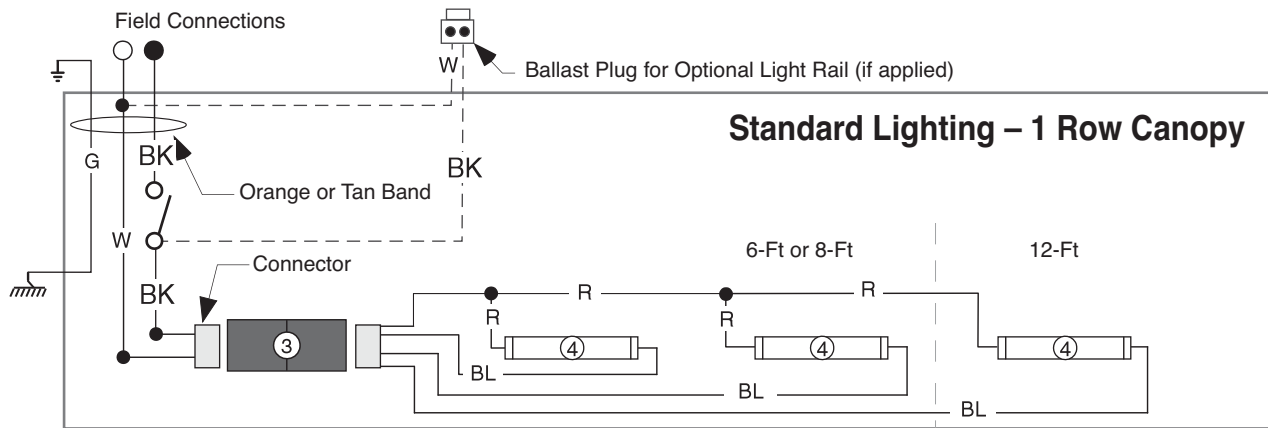 Field Connections
W
Ballast Plug for Optional Light Rail (if applied)
Standard Lighting – 1 Row Canopy
G
BK
BK
Orange or Tan Band
W
6-Ft or 8-Ft
12-Ft
Connector
BK
R
R
R
R
3
4
4
4
BL
BL
BL